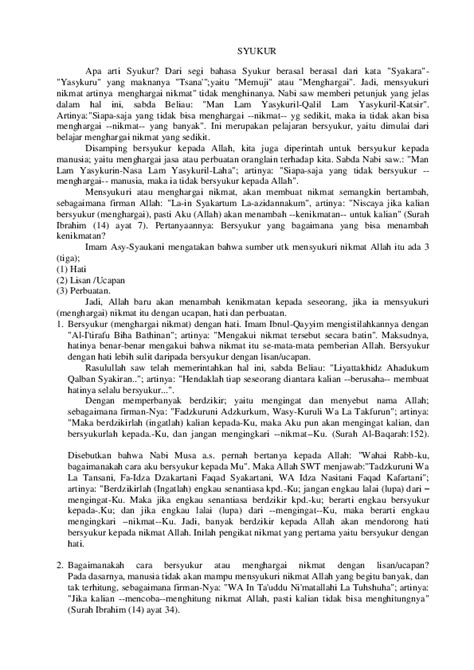 SYUKUR
Apa arti Syukur? Dari segi bahasa Syukur berasal berasal dari kata "Syakara"-
"Yasykuru" yang maknanya "Tsana'";yaitu "Memuji" atau "Menghargai". Jadi, mensyukuri
nikmat artinya menghargai nikmat" tidak menghinanya. Nabi saw memberi petunjuk yang jelas
dalam hal ini, sabda Beliau: "Man Lam Yasykuril-Qalil Lam Yasykuril-Katsir".
Artinya:"Siapa-saja yang tidak bisa menghargai --nikmat-- yg sedikit, maka ia tidak akan bisa
menghargai --nikmat-- yang banyak". Ini merupakan pelajaran bersyukur, yaitu dimulai dari
belajar menghargai nikmat yang sedikit.
Disamping bersyukur kepada Allah, kita juga diperintah untuk bersyukur kepada
manusia; yaitu menghargai jasa atau perbuatan oranglain terhadap kita. Sabda Nabi saw.: "Man
Lam Yasykurin-Nasa Lam Yasykuril-Laha"; artinya: "Siapa-saja yang tidak bersyukur --
menghargai-- manusia, maka ia tidak bersyukur kepada Allah".
Mensyukuri atau menghargai nikmat, akan membuat nikmat semangkin bertambah,
sebagaimana firman Allah: "La-in Syakartum La-azidannakum", artinya: "Niscaya jika kalian
bersyukur (menghargai), pasti Aku (Allah) akan menambah --kenikmatan-- untuk kalian" (Surah
Ibrahim (14) ayat 7). Pertanyaannya: Bersyukur yang bagaimana yang bisa menambah
kenikmatan?
Imam Asy-Syaukani mengatakan bahwa sumber utk mensyukuri nikmat Allah itu ada 3
(tiga);
(1) Hati
(2) Lisan /Ucapan
(3) Perbuatan.
Jadi, Allah baru akan menambah kenikmatan kepada seseorang, jika ia mensyukuri
(menghargai) nikmat itu dengan ucapan, hati dan perbuatan.
1. Bersyukur (menghargai nikmat) dengan hati. Imam Ibnul-Qayyim mengistilahkannya dengan
"Al-I'tirafu Biha Bathinan"; artinya: "Mengakui nikmat tersebut secara batin". Maksudnya,
hatinya benar-benar mengakui bahwa nikmat itu se-mata-mata pemberian Allah. Bersyukur
dengan hati lebih sulit daripada bersyukur dengan lisan/ucapan.
Rasulullah saw telah memerintahkan hal ini, sabda Beliau: "Liyattakhidz Ahadukum
Qalban Syakiran.."; artinya: "Hendaklah tiap seseorang diantara kalian --berusaha-- membuat
hatinya selalu bersyukur...".
Dengan memperbanyak berdzikir; yaitu mengingat dan menyebut nama Allah;
sebagaimana firman-Nya: "Fadzkuruni Adzkurkum, Wasy-Kuruli Wa La Takfurun"; artinya:
"Maka berdzikirlah (ingatlah) kalian kepada-Ku, maka Aku pun akan mengingat kalian, dan
bersyukurlah kepada.-Ku, dan jangan mengingkari --nikmat--Ku. (Surah Al-Baqarah:152).
Disebutkan bahwa Nabi Musa a.s. pernah bertanya kepada Allah: "Wahai Rabb-ku,
bagaimanakah cara aku bersyukur kepada Mu". Maka Allah SWT menjawab:"Tadzkuruni Wa
La Tansani, Fa-Idza Dzakartani Faqad Syakartani, WA Idza Nasitani Faqad Kafartani";
artinya: "Berdzikirlah (Ingatlah) engkau senantiasa kpd.-Ku; jangan engkau lalai (lupa) dari –
mengingat-Ku. Maka jika engkau senantiasa berdzikir kpd.-ku; berarti engkau bersyukur
kepada-.Ku; dan jika engkau lalai (lupa) dari --mengingat--Ku, maka berarti engkau
mengingkari –nikmat--Ku. Jadi, banyak berdzikir kepada Allah akan mendorong hati
bersyukur kepada nikmat Allah. Inilah pengikat nikmat yang pertama yaitu bersyukur dengan
hati.
2. Bagaimanakah cara bersyukur atau menghargai nikmat dengan lisan/ucapan?
Pada dasarnya, manusia tidak akan mampu mensyukuri nikmat Allah yang begitu banyak, dan
tak terhitung, sebagaimana firman-Nya: "WA In Ta'uddu Ni'matallahi La Tuhshuha"; artinya:
"Jika kalian --mencoba--menghitung nikmat Allah, pasti kalian tidak bisa menghitungnya"
(Surah Ibrahim (14) ayat 34).